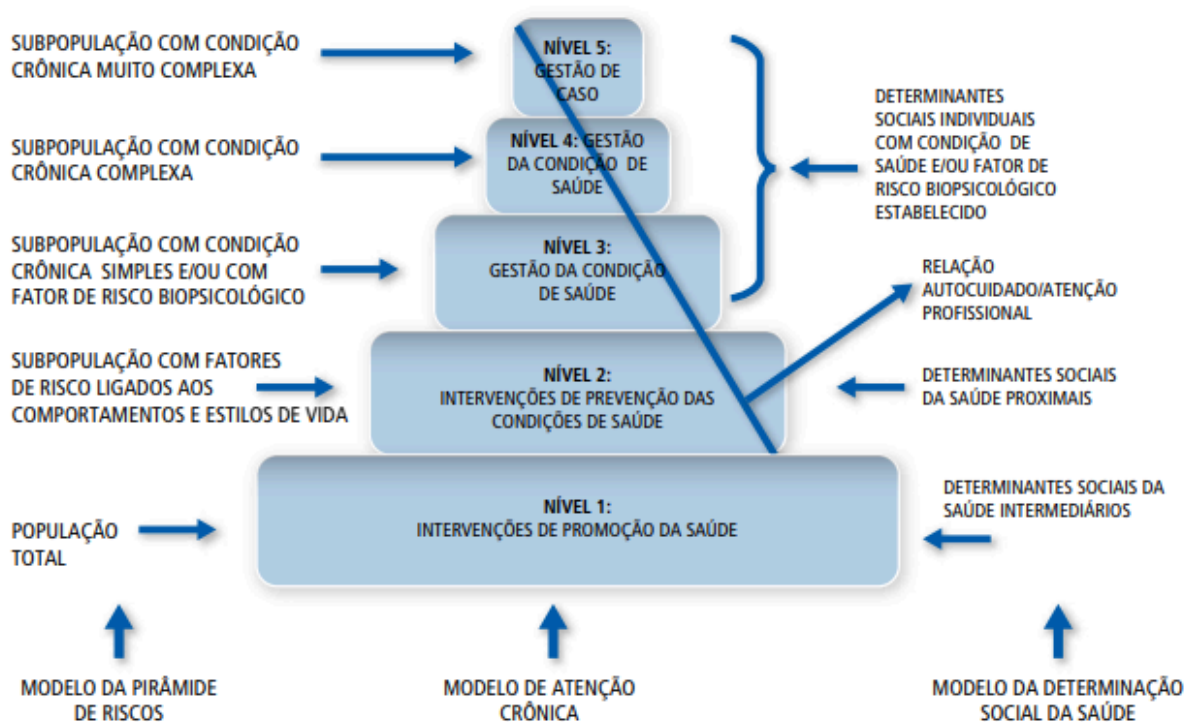 SUBPOPULAÇÃO COM CONDIÇÃO
CRÔNICA MUITO COMPLEXA
NÍVEL 5:
GESTÃO DE
CASO
SUBPOPULAÇÃO COM CONDIÇÃO
CRÔNICA COMPLEXA
NÍVEL 4: GESTÃO
DA CONDIÇÃO DE
SAÚDE
DETERMINANTES
SOCIAIS INDIVIDUAIS
COM CONDIÇÃO DE
SAÚDE E/OU FATOR DE
RISCO BIOPSICOLÓGICO
ESTABELECIDO
SUBPOPULAÇÃO COM CONDIÇÃO
CRÔNICA SIMPLES E/OU COM
FATOR DE RISCO BIOPSICOLÓGICO
NÍVEL 3:
GESTÃO DA CONDIÇÃO
DE SAÚDE
RELAÇÃO
AUTOCUIDADO/ATENÇÃO
PROFISSIONAL
SUBPOPULAÇÃO COM FATORES
DE RISCO LIGADOS AOS
COMPORTAMENTOS E ESTILOS DE VIDA
NÍVEL 2:
INTERVENÇÕES DE PREVENÇÃO DAS
CONDIÇÕES DE SAÚDE
DETERMINANTES SOCIAIS
DA SAÚDE PROXIMAIS
POPULAÇÃO
TOTAL
NÍVEL 1:
INTERVENÇÕES DE PROMOÇÃO DA SAÚDE
DETERMINANTES SOCIAIS DA
SAÚDE INTERMEDIÁRIOS
MODELO DA PIRÂMIDE
DE RISCOS
MODELO DE ATENÇÃO
CRÔNICA
MODELO DA DETERMINAÇÃO
SOCIAL DA SAÚDE